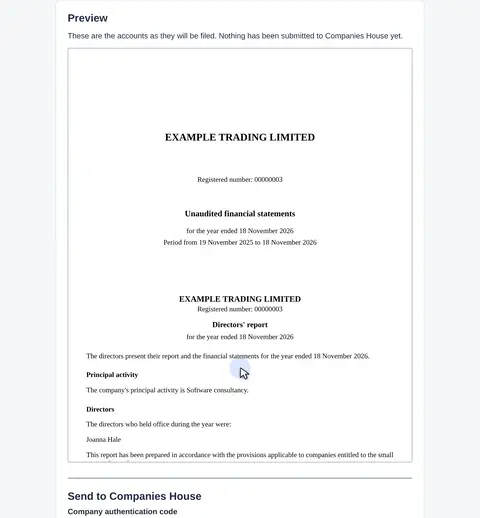 Preview
These are the accounts as they will be filed. Nothing has been submitted to Companies House yet.
EXAMPLE TRADING LIMITED
Registered number: 00000003
Unaudited financial statements
for the year ended 18 November 2026
Period from 19 November 2025 to 18 November 2026
EXAMPLE TRADING LIMITED
Registered number: 00000003
Directors' report
for the year ended 18 November 2026
The directors present their report and the financial statements for the year ended 18 November 2026.
Principal activity
The company's principal activity is Software consultancy.
Directors
The directors who held office during the year were:
Joanna Hale
This report has been prepared in accordance with the provisions applicable to companies entitled to the small
Send to Companies House
Company authentication code